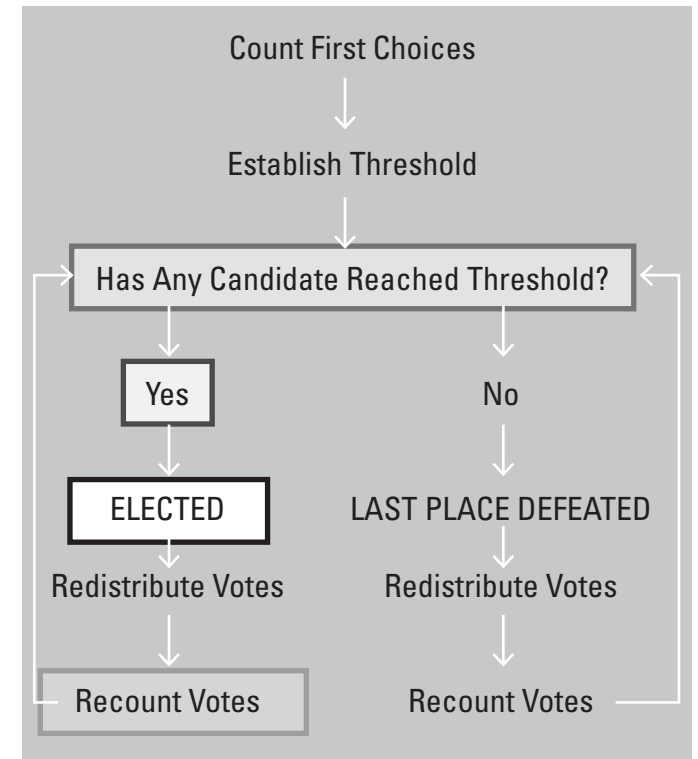 Count First Choices
Establish Threshold
Has Any Candidate Reached Threshold?
Yes
No
ELECTED
LAST PLACE DEFEATED
Redistribute Votes
Redistribute Votes
Recount Votes
Recount Votes